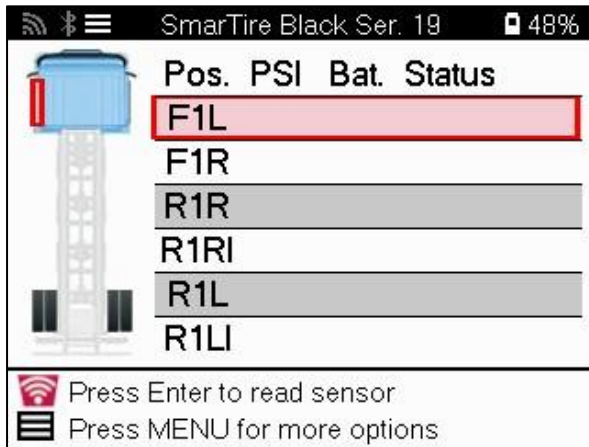 SmarTire Black Ser. 19 48%
Pos. PSI Bat. Status
F1L
F1R
R1R
R1RI
R1L
R1LI
Press Enter to read sensor
Press MENU for more options